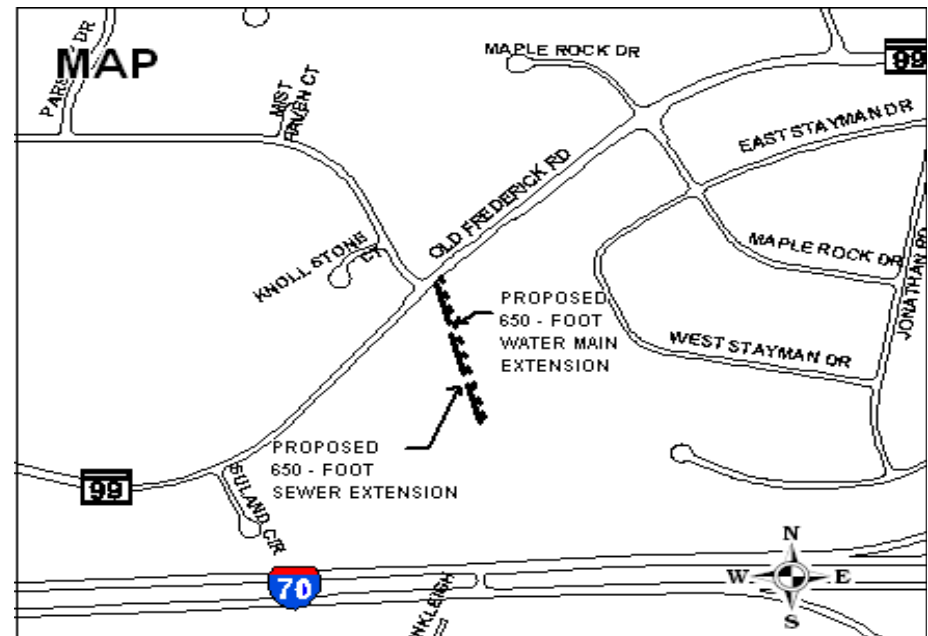 MAP
PARK DR
MIST
HAVEN CT
MAPLE ROCK DR
99
EAST STAYMAN DR
OLD FREDERICK RD
KNOLL STONE
CT
MAPLE ROCK DR
JONATHAN RD
PROPOSED
650 - FOOT
WATER MAIN
EXTENSION
WEST STAYMAN DR
PROPOSED
650 - FOOT
SEWER EXTENSION
99
SULAND CIR
70
N
W
E
S